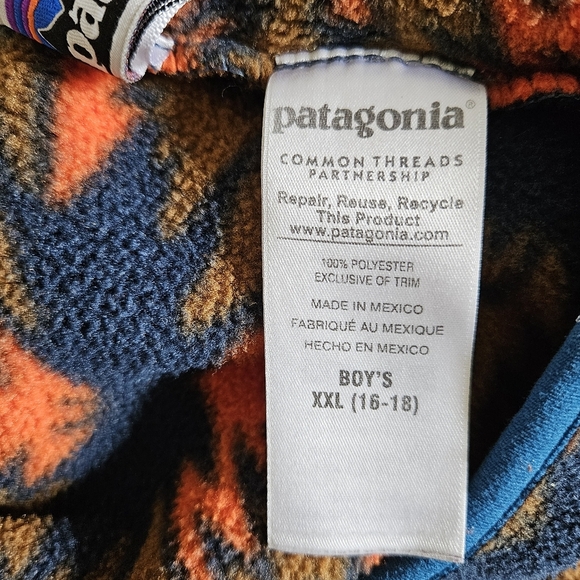 pa
patagonia®
COMMON THREADS
PARTNERSHIP
Repair, Reuse, Recycle
This Product
www.patagonia.com
100% POLYESTER
EXCLUSIVE OF TRIM
MADE IN MEXICO
FABRIQUÉ AU MEXIQUE
HECHO EN MEXICO
BOY'S
XXL (16-18)